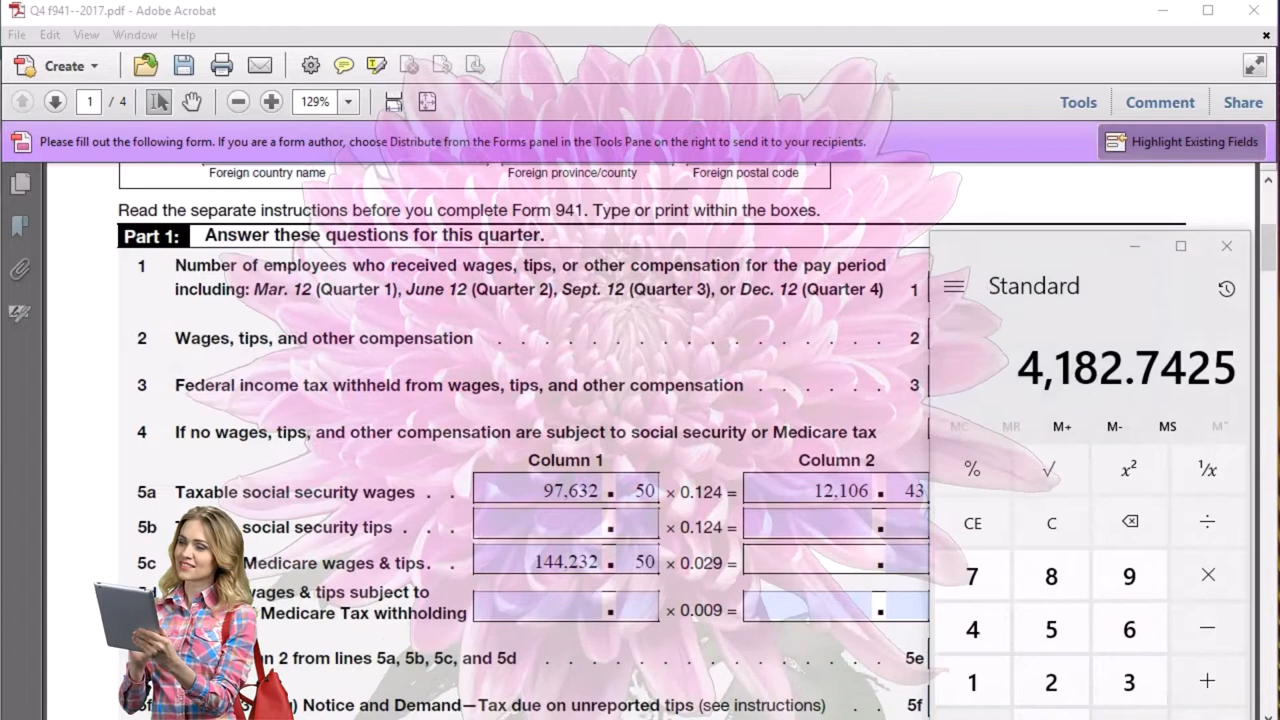 Q4 f941--2017.pdf - Adobe Acrobat
File Edit View Window Help
Create
1 / 4 129% Tools Comment Share
Please fill out the following form. If you are a form author, choose Distribute from the Forms panel in the Tools Pane on the right to send it to your recipients. Highlight Existing Fields
Foreign country name Foreign province/county Foreign postal code
Read the separate instructions before you complete Form 941. Type or print within the boxes.
Part 1: Answer these questions for this quarter.
1 Number of employees who received wages, tips, or other compensation for the pay period
including: Mar. 12 (Quarter 1), June 12 (Quarter 2), Sept. 12 (Quarter 3), or Dec. 12 (Quarter 4) 1
2 Wages, tips, and other compensation . . . . . . . . . . . . . . . . . 2
3 Federal income tax withheld from wages, tips, and other compensation . . . . . . 3
4 If no wages, tips, and other compensation are subject to social security or Medicare tax
Column 1 Column 2
5a Taxable social security wages . . 97,632 . 50 × 0.124 = 12,106 . 43
5b social security tips . . . . × 0.124 = .
5c Medicare wages & tips. . 144,232 . 50 × 0.029 = .
wages & tips subject to
Medicare Tax withholding . × 0.009 = .
n 2 from lines 5a, 5b, 5c, and 5d . . . . . . . . . . . . . . 5e
) Notice and Demand—Tax due on unreported tips (see instructions) . . 5f
Standard
4,182.7425
MC MR M+ M- MS M˅
% √ x² ¹/x
CE C ÷
7 8 9 ×
4 5 6 −
1 2 3 +